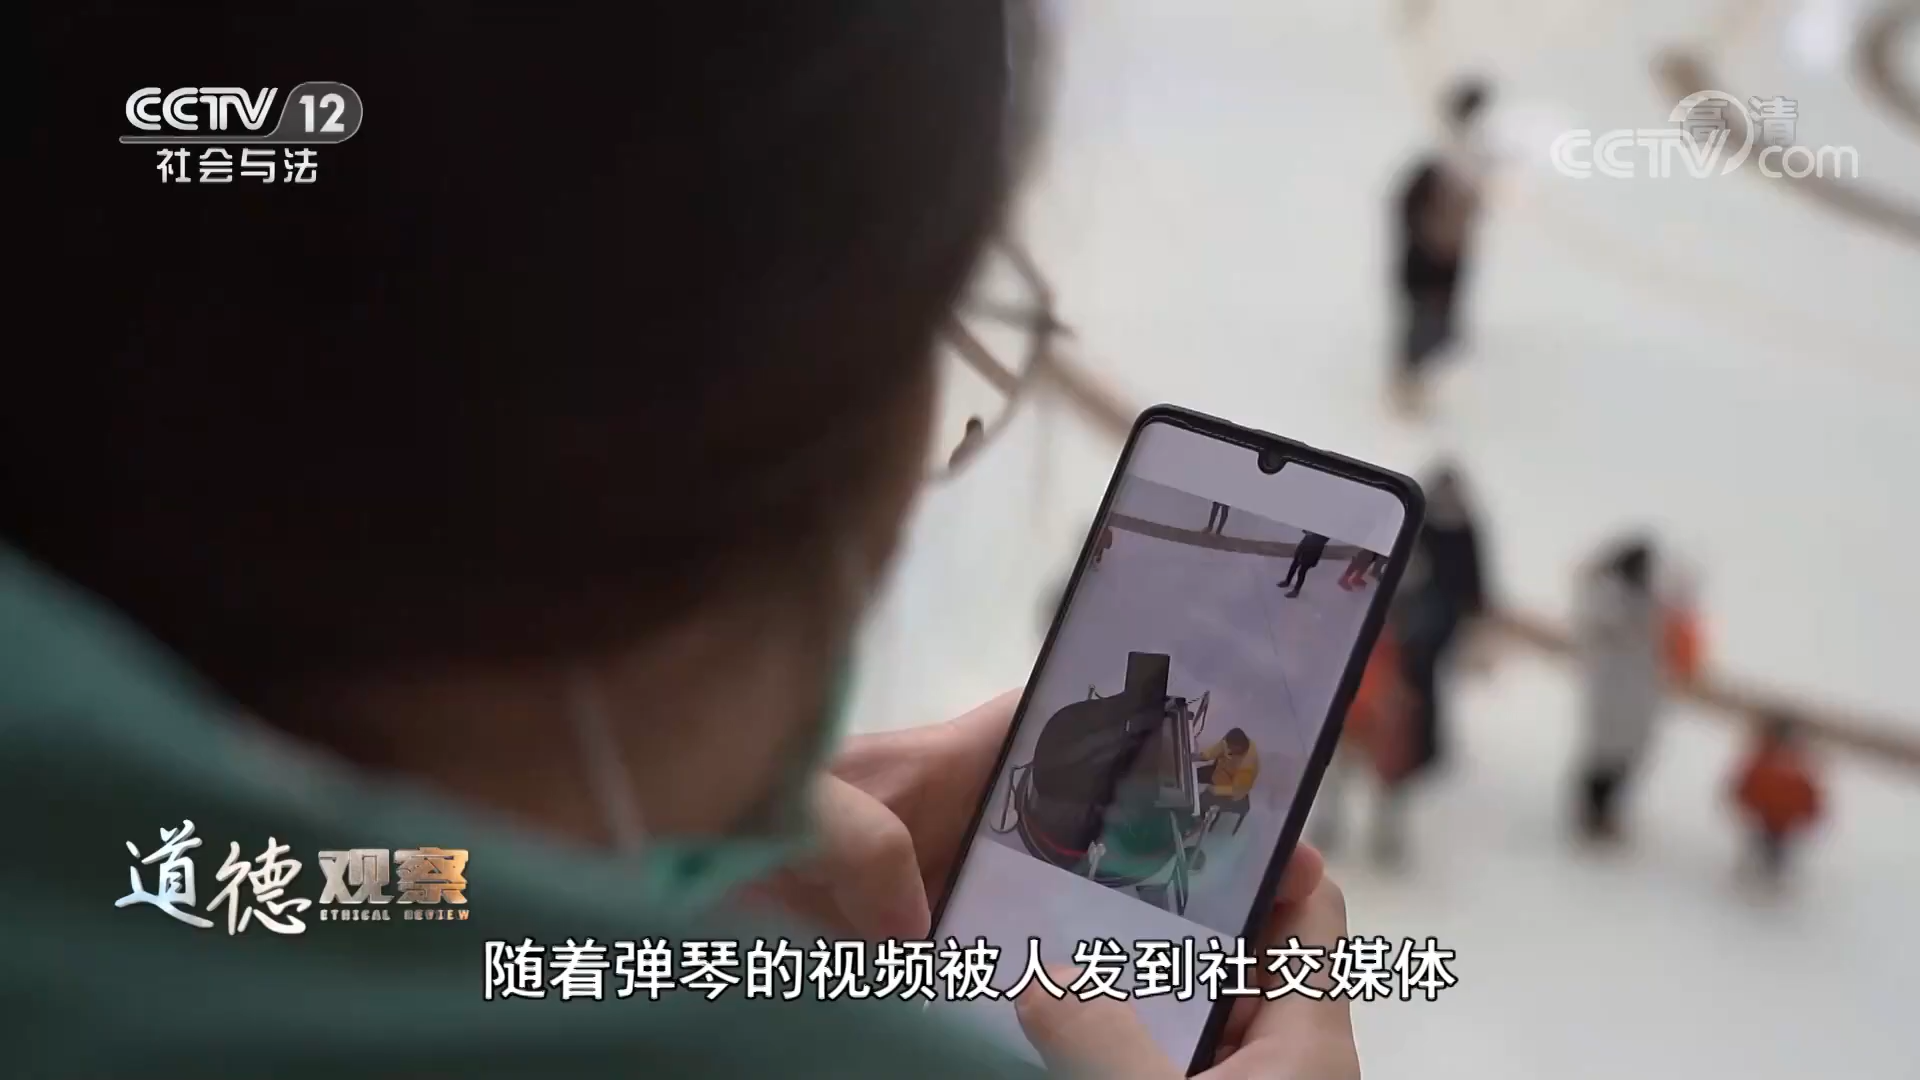 CCTV 12
社会与法
高清
CCTV com
道德观察
ETHICAL REVIEW
随着弹琴的视频被人发到社交媒体